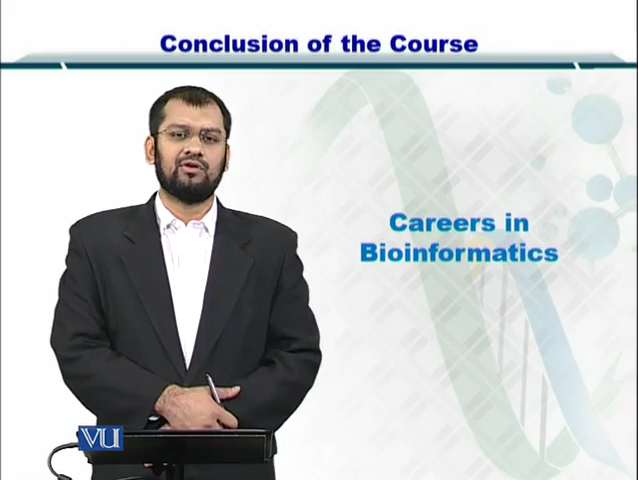 Conclusion of the Course
Careers in
Bioinformatics
VU